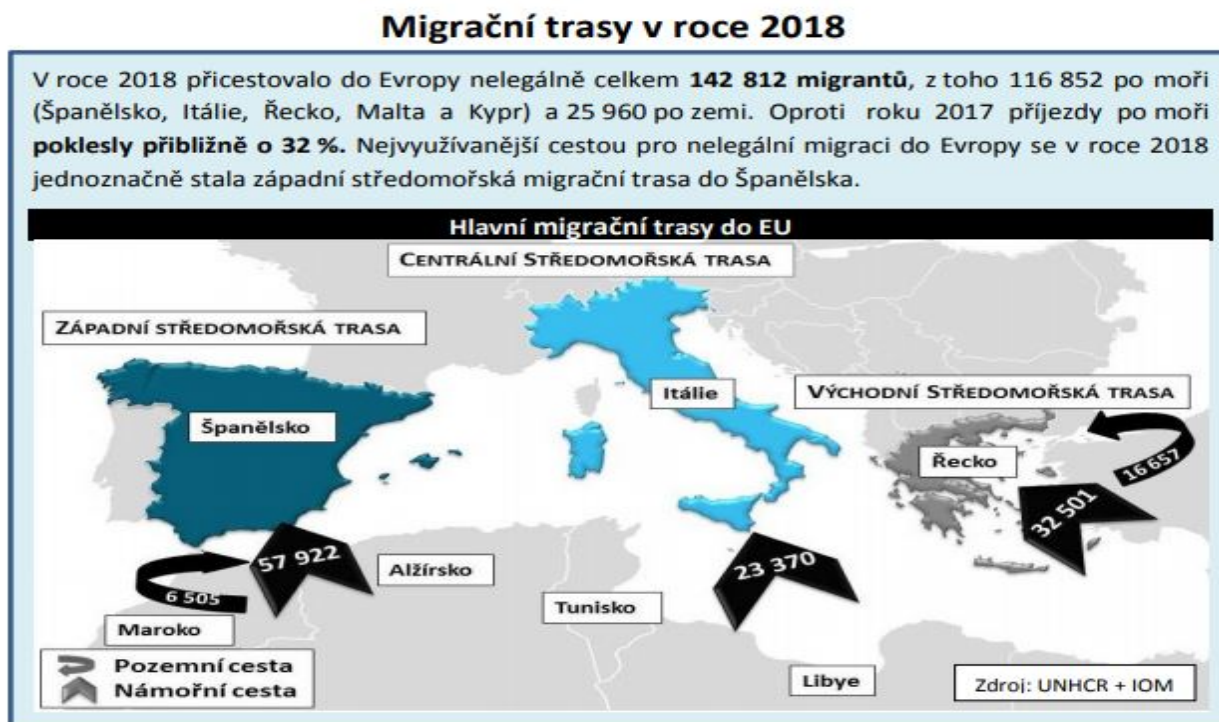 Migrační trasy v roce 2018
V roce 2018 přicestovalo do Evropy nelegálně celkem 142 812 migrantů, z toho 116 852 po moři
(Španělsko, Itálie, Řecko, Malta a Kypr) a 25 960 po zemi. Oproti roku 2017 příjezdy po moři
poklesly přibližně o 32 %. Nejvyužívanější cestou pro nelegální migraci do Evropy se v roce 2018
jednoznačně stala západní středomořská migrační trasa do Španělska.
Hlavní migrační trasy do EU
CENTRÁLNÍ STŘEDOMOŘSKÁ TRASA
ZÁPADNÍ STŘEDOMOŘSKÁ TRASA
VÝCHODNÍ STŘEDOMOŘSKÁ TRASA
Itálie
Španělsko
Řecko
16 657
32 501
57 922
23 370
Alžírsko
6 505
Tunisko
Maroko
Pozemní cesta
Námořní cesta
Libye
Zdroj: UNHCR + IOM